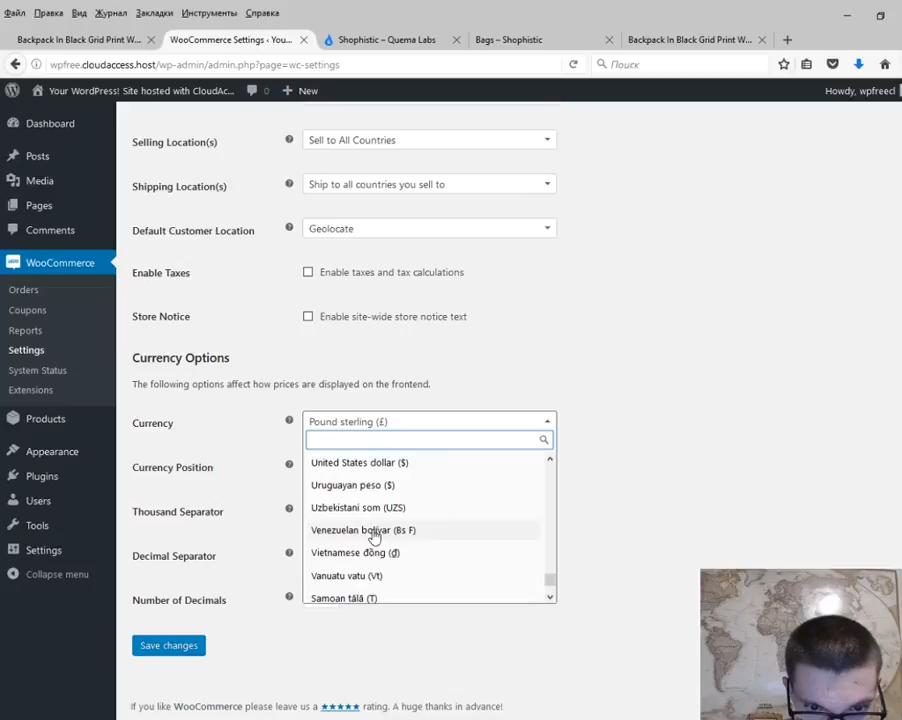 Файл Правка Вид Журнал Закладки Инструменты Справка
Backpack In Black Grid Print W... WooCommerce Settings ‹ You... Shophistic – Quema Labs Bags – Shophistic Backpack In Black Grid Print W...
wpfree.cloudaccess.host/wp-admin/admin.php?page=wc-settings Поиск
Your WordPress! Site hosted with CloudAc... 0 New Howdy, wpfreecl
Dashboard
Posts
Media
Pages
Comments
WooCommerce
Orders
Coupons
Reports
Settings
System Status
Extensions
Products
Appearance
Plugins
Users
Tools
Settings
Collapse menu
Selling Location(s) Sell to All Countries
Shipping Location(s) Ship to all countries you sell to
Default Customer Location Geolocate
Enable Taxes Enable taxes and tax calculations
Store Notice Enable site-wide store notice text
Currency Options
The following options affect how prices are displayed on the frontend.
Currency Pound sterling (£)
Currency Position
Thousand Separator
Decimal Separator
Number of Decimals
United States dollar ($)
Uruguayan peso ($)
Uzbekistani som (UZS)
Venezuelan bolívar (Bs F)
Vietnamese đồng (₫)
Vanuatu vatu (Vt)
Samoan tālā (T)
Save changes
If you like WooCommerce please leave us a ★★★★★ rating. A huge thanks in advance!